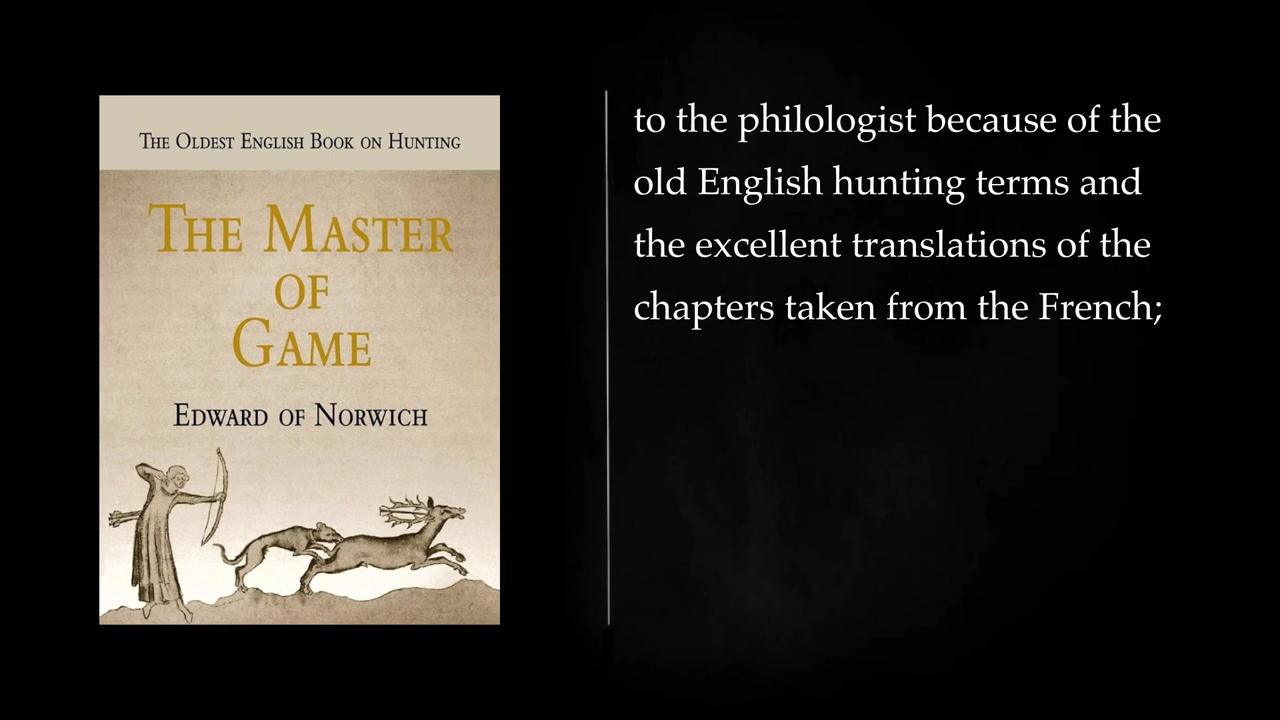 The Oldest English Book on Hunting
The Master
of
Game
Edward of Norwich
to the philologist because of the
old English hunting terms and
the excellent translations of the
chapters taken from the French;